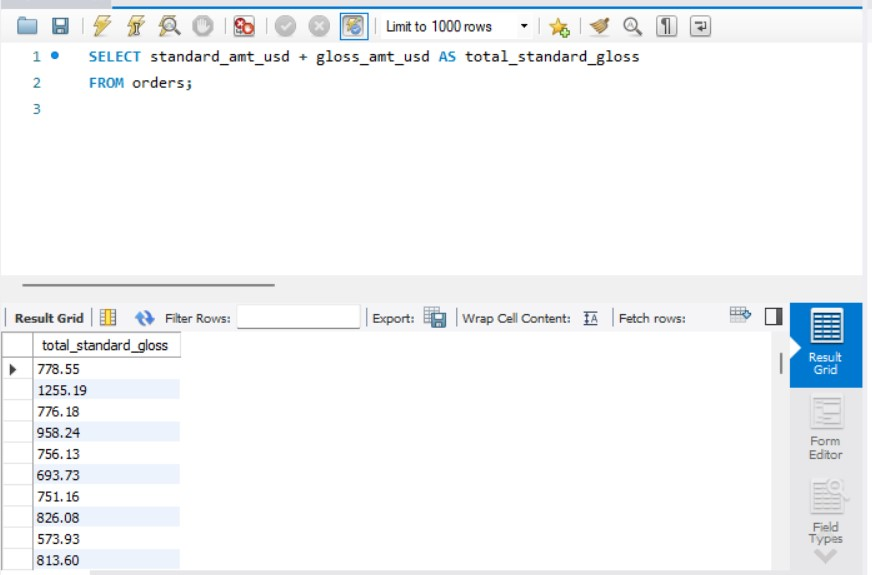 Limit to 1000 rows
1 SELECT standard_amt_usd + gloss_amt_usd AS total_standard_gloss
2 FROM orders;
3
Result Grid Filter Rows: Export: Wrap Cell Content: IA Fetch rows:
total_standard_gloss
778.55
1255.19
776.18
958.24
756.13
693.73
751.16
826.08
573.93
813.60
Result
Grid
Form
Editor
Field
Types